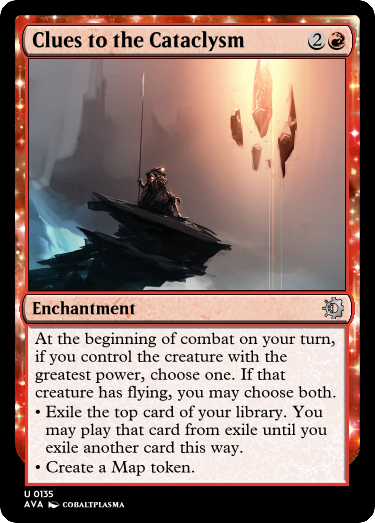 Clues to the Cataclysm 2
Enchantment
At the beginning of combat on your turn,
if you control the creature with the
greatest power, choose one. If that
creature has flying, you may choose both.
• Exile the top card of your library. You
may play that card from exile until you
exile another card this way.
• Create a Map token.
U 0135
AVA COBALTPLASMA